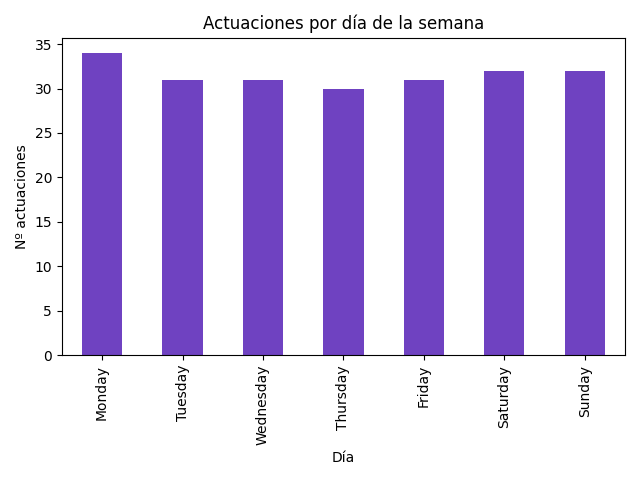 Actuaciones por día de la semana
Nº actuaciones
35
30
25
20
15
10
5
0
Monday
Tuesday
Wednesday
Thursday
Friday
Saturday
Sunday
Día